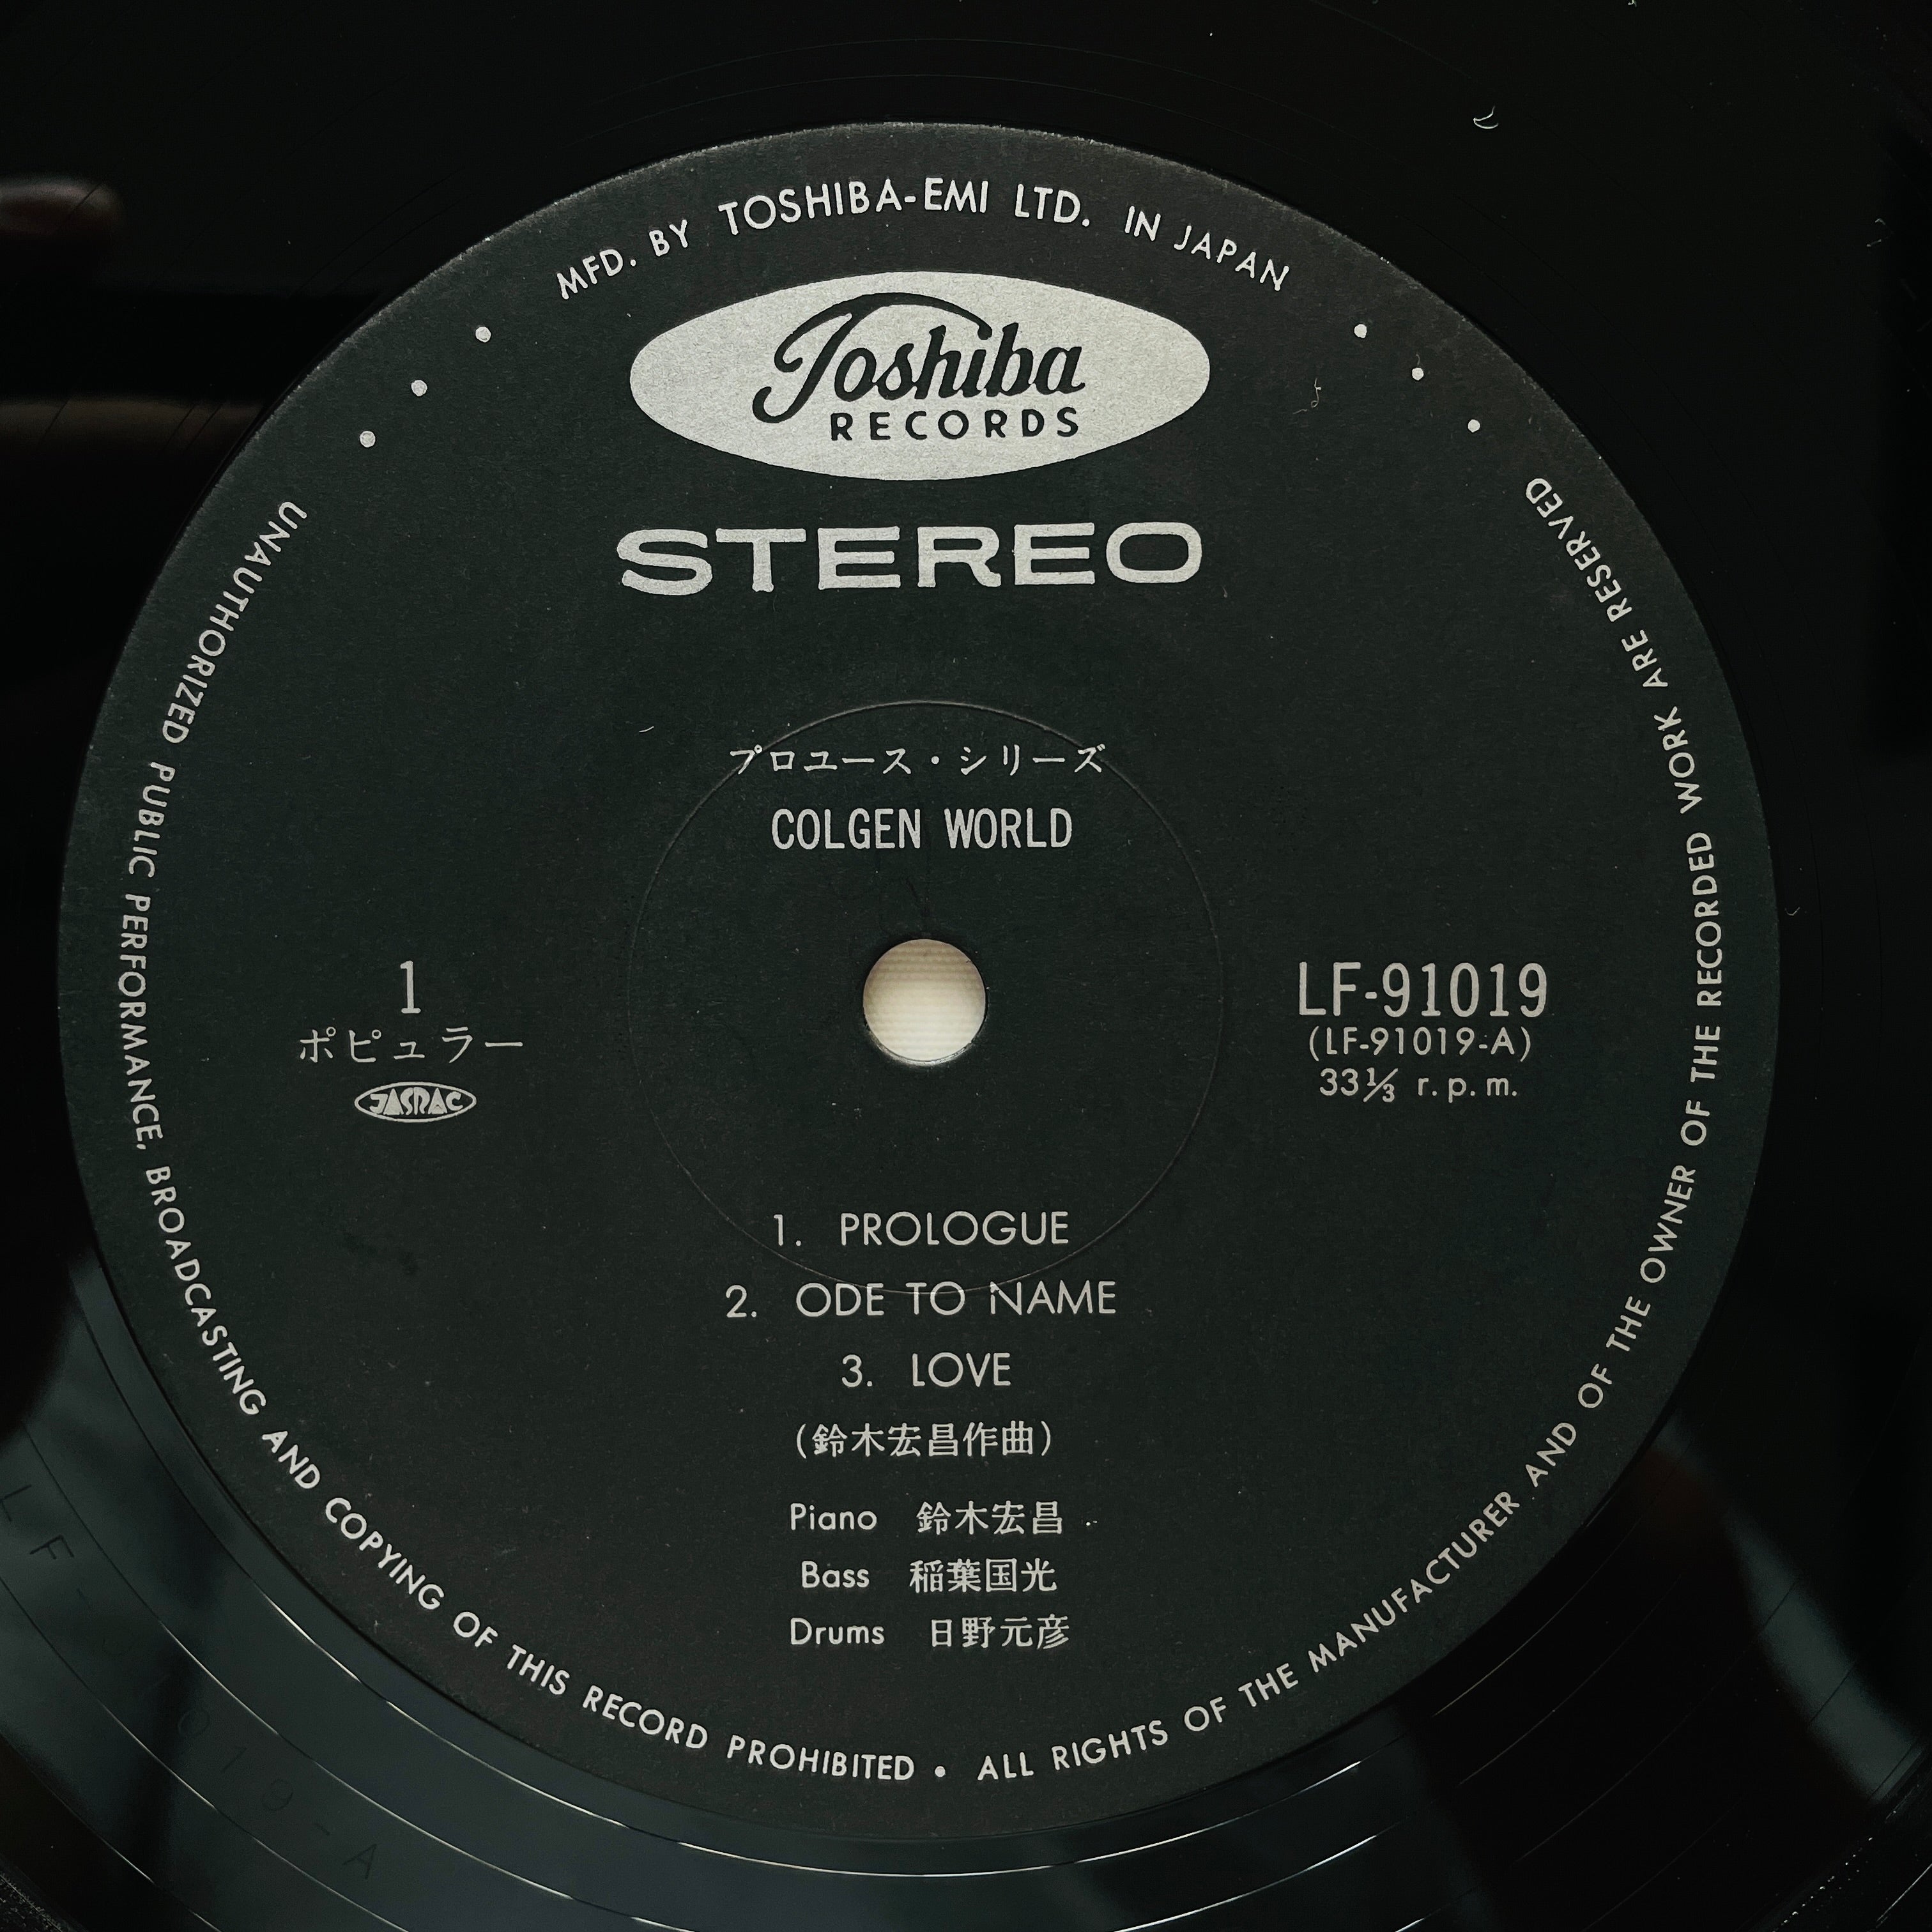 MFD. BY TOSHIBA-EMI LTD. IN JAPAN
Toshiba
RECORDS
STEREO
プロユース・シリーズ
COLGEN WORLD
1
ポピュラー
JASRAC
LF-91019
(LF-91019-A)
33⅓ r.p.m.
1. PROLOGUE
2. ODE TO NAME
3. LOVE
(鈴木宏昌作曲)
Piano 鈴木宏昌
Bass 稲葉国光
Drums 日野元彦
UNAUTHORIZED PUBLIC PERFORMANCE, BROADCASTING AND COPYING OF THIS RECORD PROHIBITED • ALL RIGHTS OF THE MANUFACTURER AND OF THE OWNER OF THE RECORDED WORK ARE RESERVED